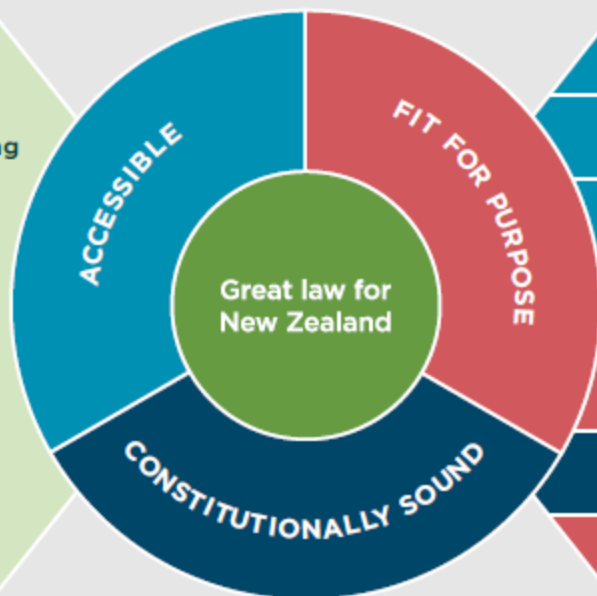 ACCESSIBLE
FIT FOR PURPOSE
Great law for
New Zealand
CONSTITUTIONALLY SOUND